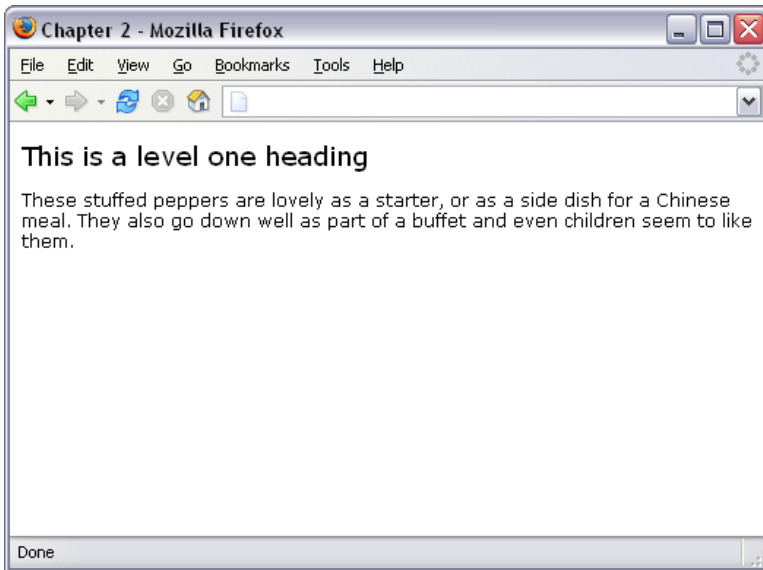 Chapter 2 - Mozilla Firefox
File Edit View Go Bookmarks Tools Help
This is a level one heading
These stuffed peppers are lovely as a starter, or as a side dish for a Chinese
meal. They also go down well as part of a buffet and even children seem to like
them.
Done